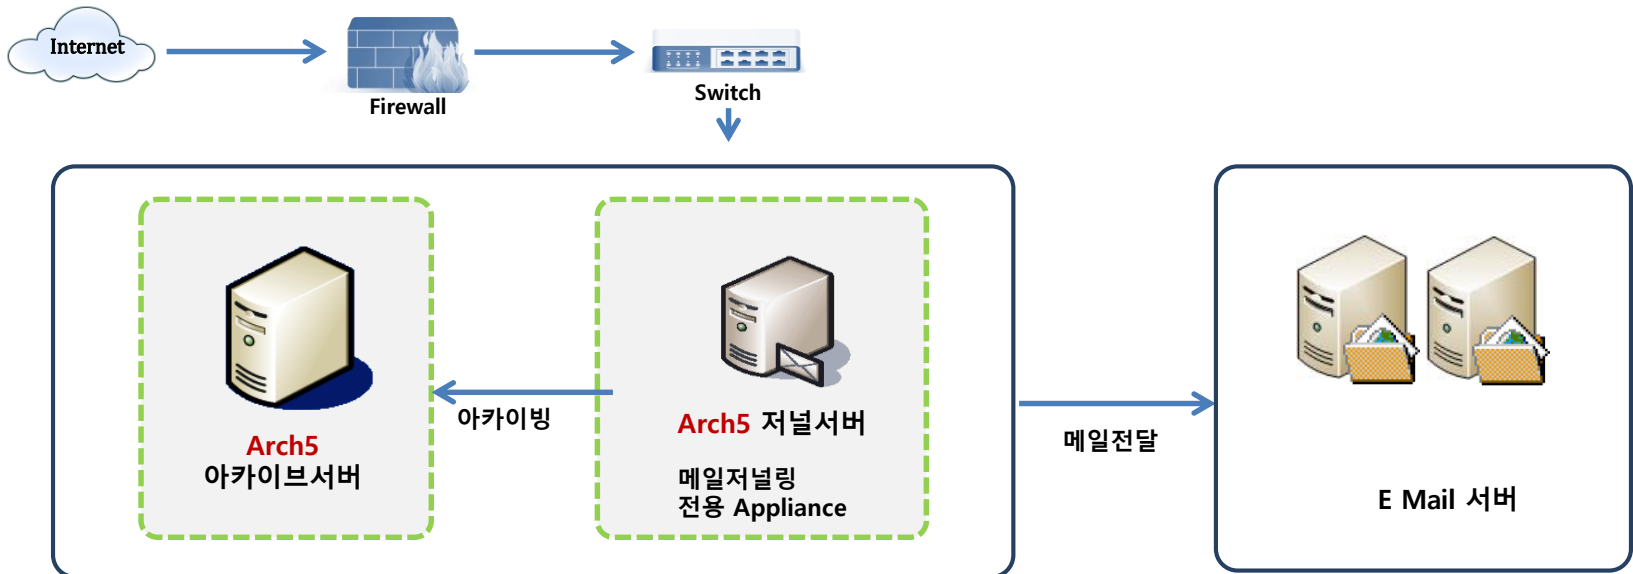 Internet
Firewall
Switch
Arch5
아카이브서버
아카이빙
Arch5 저널서버
메일저널링
전용 Appliance
메일전달
E Mail 서버